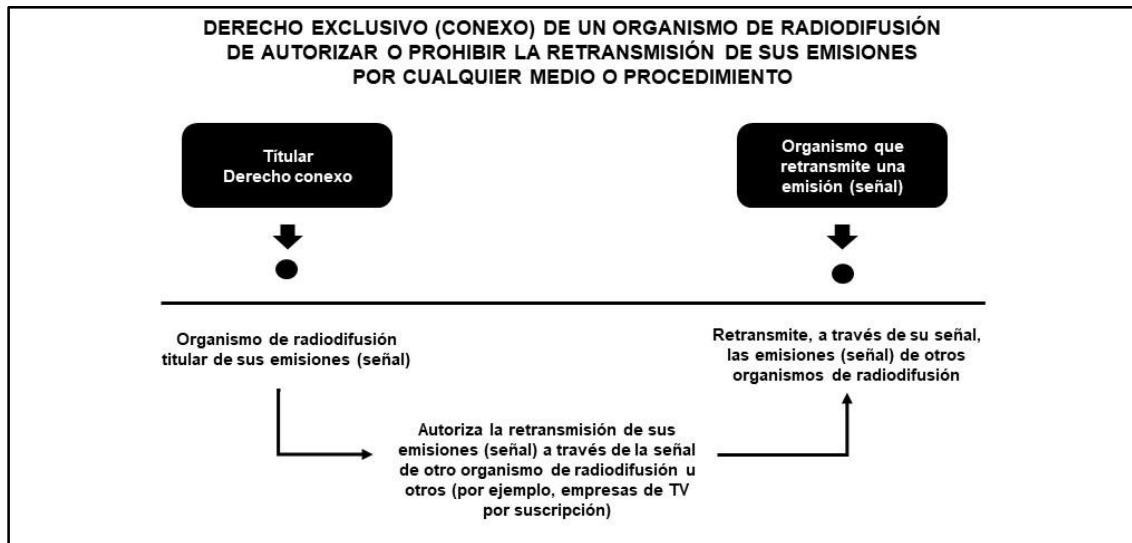 DERECHO EXCLUSIVO (CONEXO) DE UN ORGANISMO DE RADIODIFUSIÓN
DE AUTORIZAR O PROHIBIR LA RETRANSMISIÓN DE SUS EMISIONES
POR CUALQUIER MEDIO O PROCEDIMIENTO
Títular
Derecho conexo
Organismo que
retransmite una
emisión (señal)
Organismo de radiodifusión
titular de sus emisiones (señal)
Retransmite, a través de su señal,
las emisiones (señal) de otros
organismos de radiodifusión
Autoriza la retransmisión de sus
emisiones (señal) a través de la señal
de otro organismo de radiodifusión u
otros (por ejemplo, empresas de TV
por suscripción)